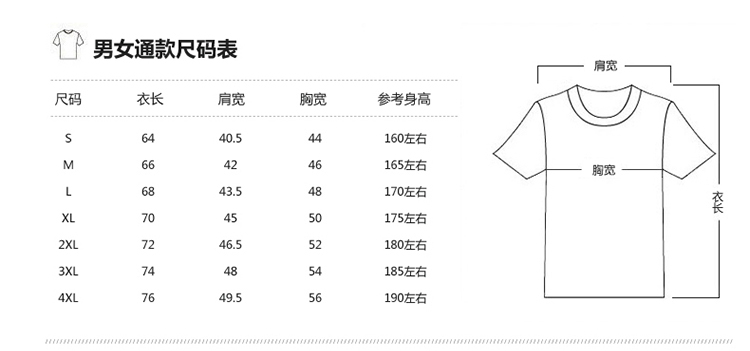 男女通款尺码表
尺码 衣长 肩宽 胸宽 参考身高
S 64 40.5 44 160左右
M 66 42 46 165左右
L 68 43.5 48 170左右
XL 70 45 50 175左右
2XL 72 46.5 52 180左右
3XL 74 48 54 185左右
4XL 76 49.5 56 190左右
肩宽
胸宽
衣长